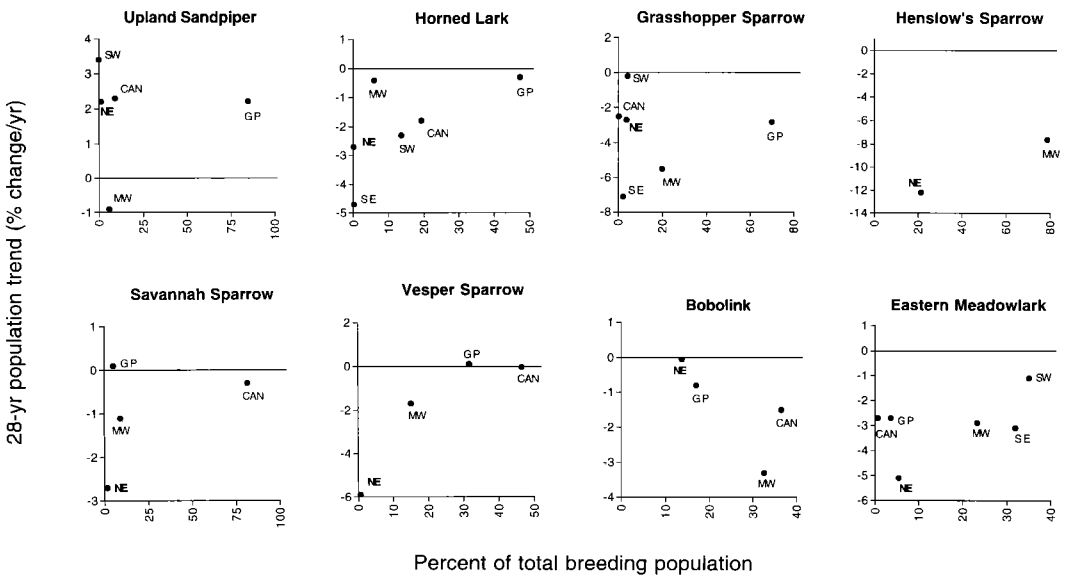 28-yr population trend (% change/yr)
Upland Sandpiper
4
3
2
1
0
-1
SW
CAN
NE
GP
MW
0
25
50
75
100
Horned Lark
1
0
-1
-2
-3
-4
-5
MW
GP
CAN
NE
SW
SE
0
10
20
30
40
50
Grasshopper Sparrow
2
0
-2
-4
-6
-8
SW
CAN
NE
GP
MW
SE
0
20
40
60
80
Henslow's Sparrow
0
-2
-4
-6
-8
-10
-12
-14
MW
NE
0
20
40
60
80
Savannah Sparrow
1
0
-1
-2
-3
GP
CAN
MW
NE
0
25
50
75
100
Vesper Sparrow
2
0
-2
-4
-6
GP
CAN
MW
NE
0
10
20
30
40
50
Bobolink
1
0
-1
-2
-3
-4
NE
GP
CAN
MW
0
10
20
30
40
Eastern Meadowlark
1
0
-1
-2
-3
-4
-5
-6
SW
GP
CAN
MW
SE
NE
0
10
20
30
40
Percent of total breeding population